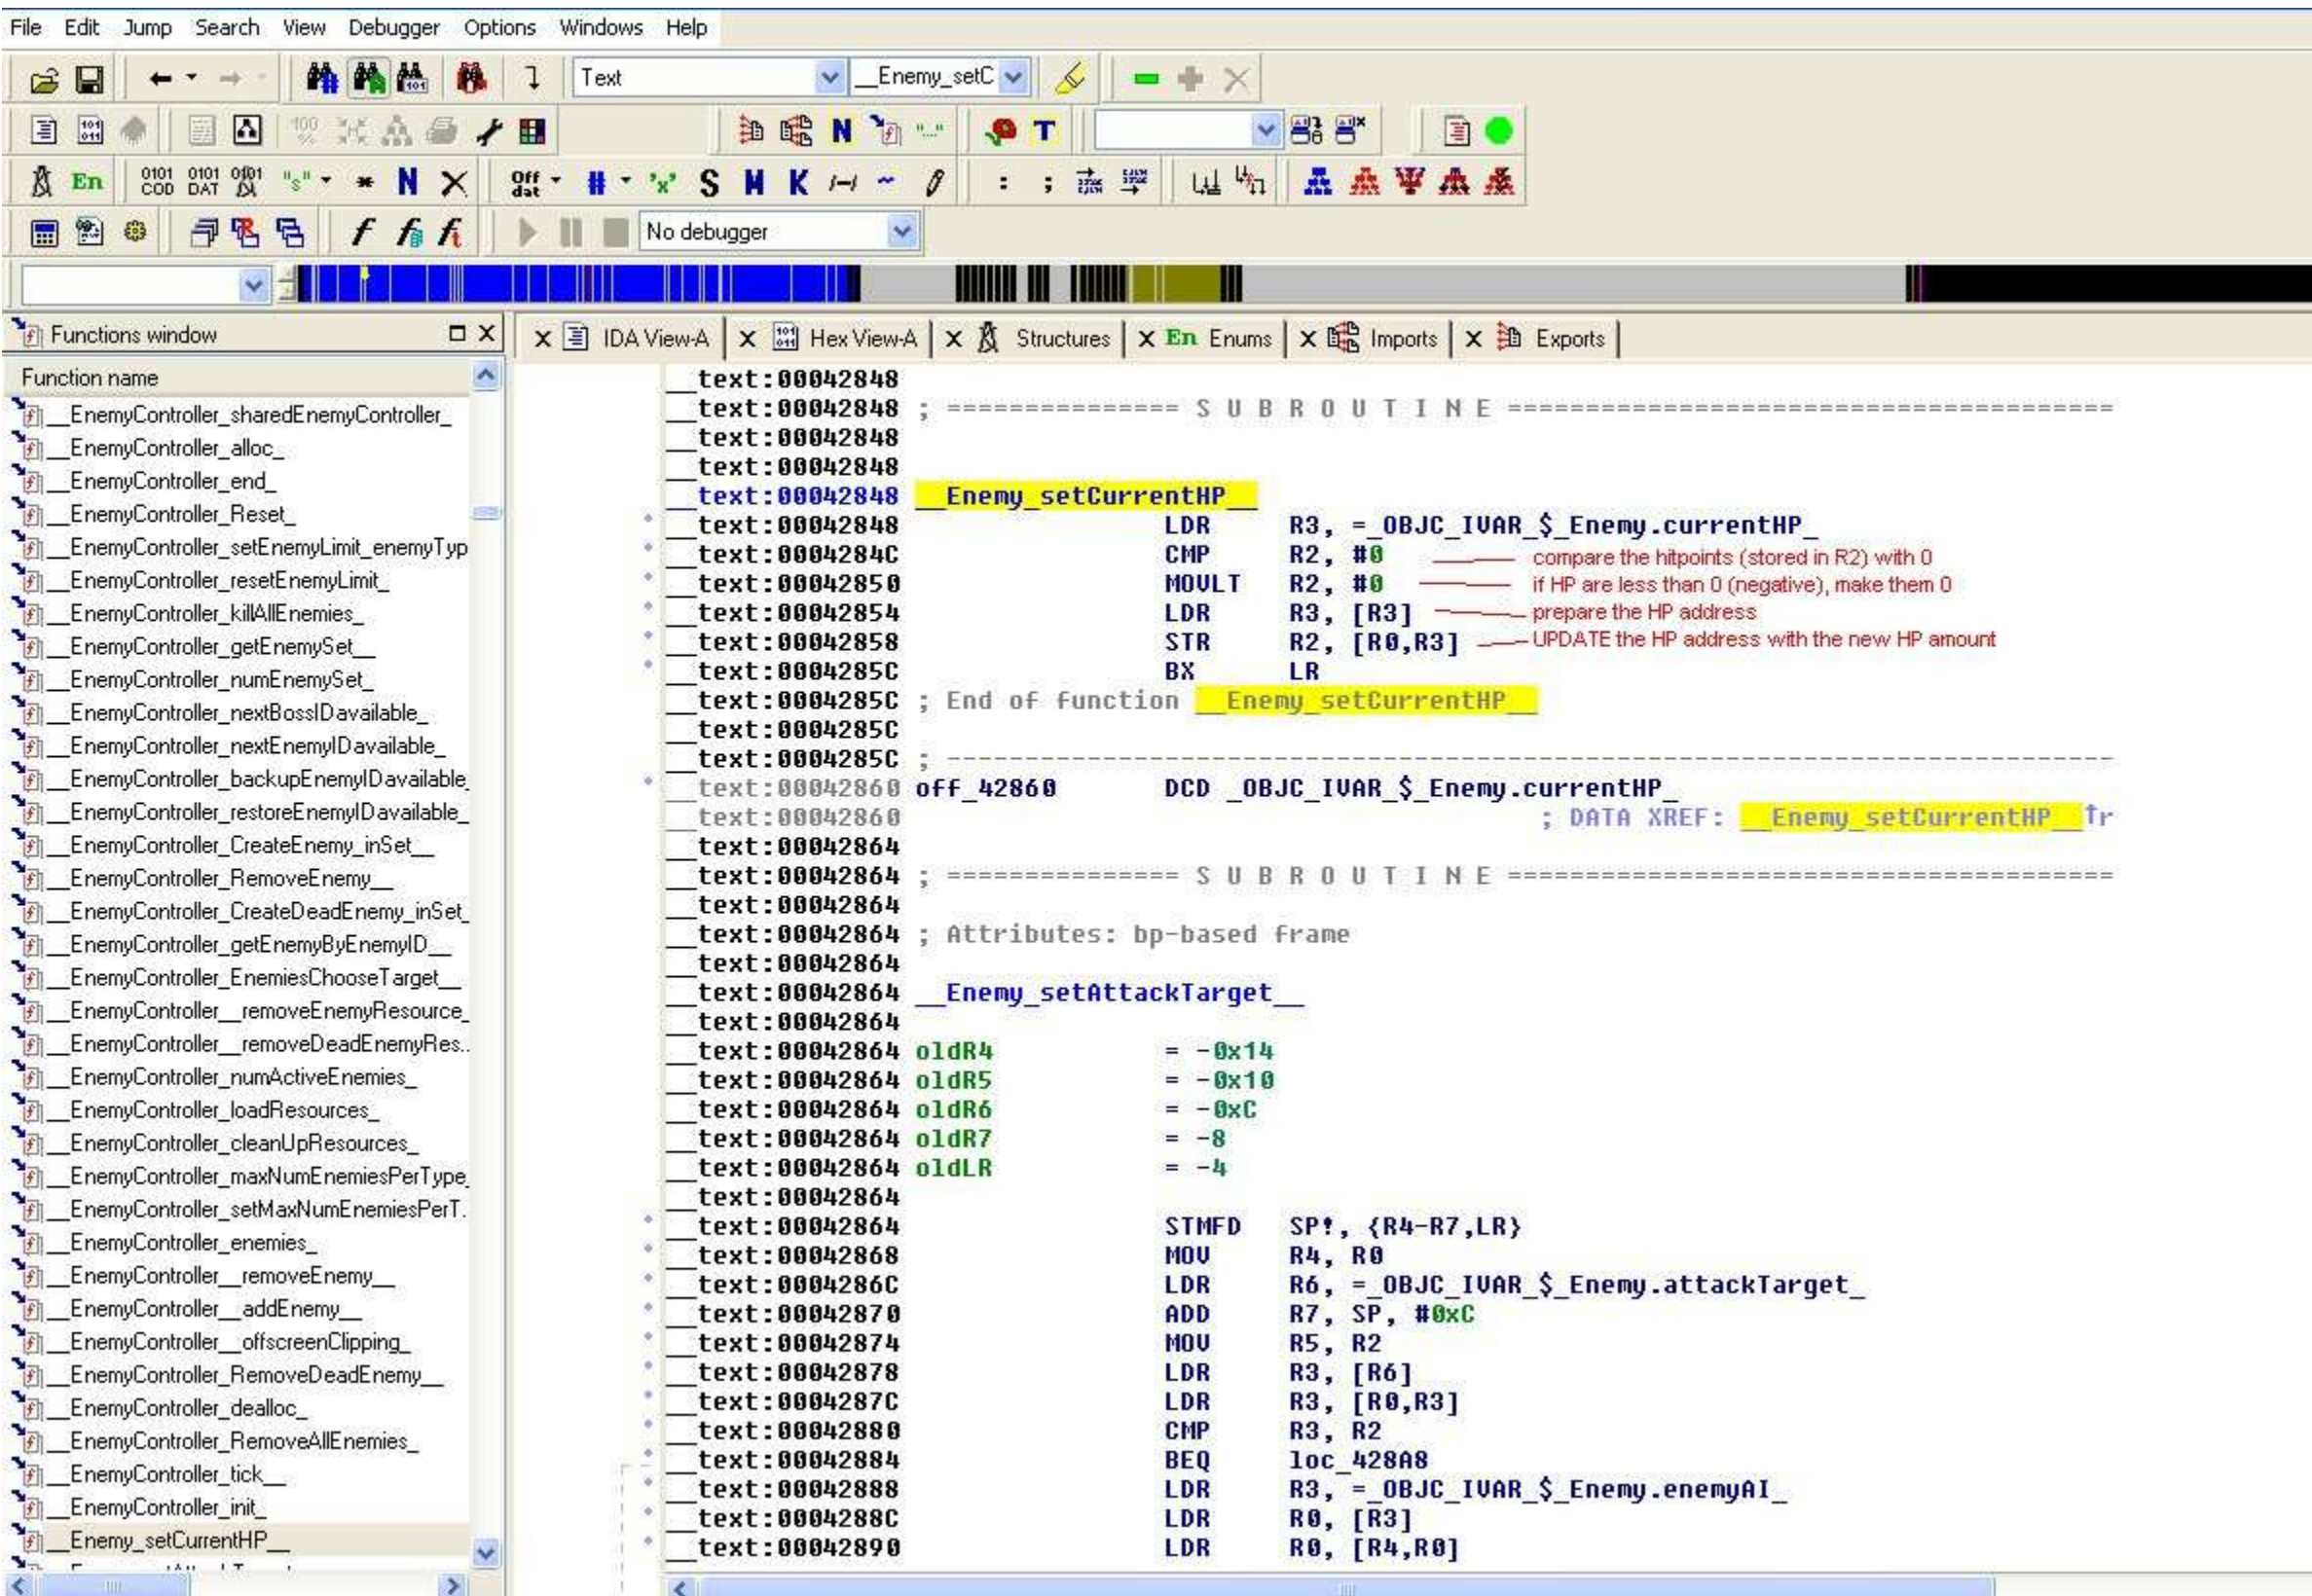 File Edit Jump Search View Debugger Options Windows Help
Text __Enemy_setC
En
No debugger
Functions window
IDA View-A Hex View-A Structures En Enums Imports Exports
Function name
__EnemyController_sharedEnemyController_
__EnemyController_alloc_
__EnemyController_end_
__EnemyController_Reset_
__EnemyController_setEnemyLimit_enemyTyp
__EnemyController_resetEnemyLimit_
__EnemyController_killAllEnemies_
__EnemyController_getEnemySet__
__EnemyController_numEnemySet_
__EnemyController_nextBossIDavailable_
__EnemyController_nextEnemyIDavailable_
__EnemyController_backupEnemyIDavailable_
__EnemyController_restoreEnemyIDavailable_
__EnemyController_CreateEnemy_inSet__
__EnemyController_RemoveEnemy__
__EnemyController_CreateDeadEnemy_inSet_
__EnemyController_getEnemyByEnemyID__
__EnemyController_EnemiesChooseTarget__
__EnemyController__removeEnemyResource_
__EnemyController__removeDeadEnemyRes..
__EnemyController_numActiveEnemies_
__EnemyController_loadResources_
__EnemyController_cleanUpResources_
__EnemyController_maxNumEnemiesPerType_
__EnemyController_setMaxNumEnemiesPerT.
__EnemyController_enemies_
__EnemyController__removeEnemy__
__EnemyController__addEnemy__
__EnemyController__offscreenClipping_
__EnemyController_RemoveDeadEnemy__
__EnemyController_dealloc_
__EnemyController_RemoveAllEnemies_
__EnemyController_tick__
__EnemyController_init_
__Enemy_setCurrentHP__
__text:00042848
__text:00042848 ; =============== S U B R O U T I N E =======================================
__text:00042848
__text:00042848
__text:00042848 __Enemy_setCurrentHP__
__text:00042848 LDR R3, =_OBJC_IVAR_$_Enemy.currentHP_
__text:0004284C CMP R2, #0 compare the hitpoints (stored in R2) with 0
__text:00042850 MOVLT R2, #0 if HP are less than 0 (negative), make them 0
__text:00042854 LDR R3, [R3] prepare the HP address
__text:00042858 STR R2, [R0,R3] UPDATE the HP address with the new HP amount
__text:0004285C BX LR
__text:0004285C ; End of function __Enemy_setCurrentHP__
__text:0004285C
__text:0004285C ; ---------------------------------------------------------------------------
__text:00042860 off_42860 DCD _OBJC_IVAR_$_Enemy.currentHP_
__text:00042860 ; DATA XREF: __Enemy_setCurrentHP__↑r
__text:00042864
__text:00042864 ; =============== S U B R O U T I N E =======================================
__text:00042864
__text:00042864 ; Attributes: bp-based frame
__text:00042864
__text:00042864 __Enemy_setAttackTarget__
__text:00042864
__text:00042864 oldR4 = -0x14
__text:00042864 oldR5 = -0x10
__text:00042864 oldR6 = -0xC
__text:00042864 oldR7 = -8
__text:00042864 oldLR = -4
__text:00042864
__text:00042864 STMFD SP!, {R4-R7,LR}
__text:00042868 MOV R4, R0
__text:0004286C LDR R6, =_OBJC_IVAR_$_Enemy.attackTarget_
__text:00042870 ADD R7, SP, #0xC
__text:00042874 MOV R5, R2
__text:00042878 LDR R3, [R6]
__text:0004287C LDR R3, [R0,R3]
__text:00042880 CMP R3, R2
__text:00042884 BEQ loc_428A8
__text:00042888 LDR R3, =_OBJC_IVAR_$_Enemy.enemyAI_
__text:0004288C LDR R0, [R3]
__text:00042890 LDR R0, [R4,R0]